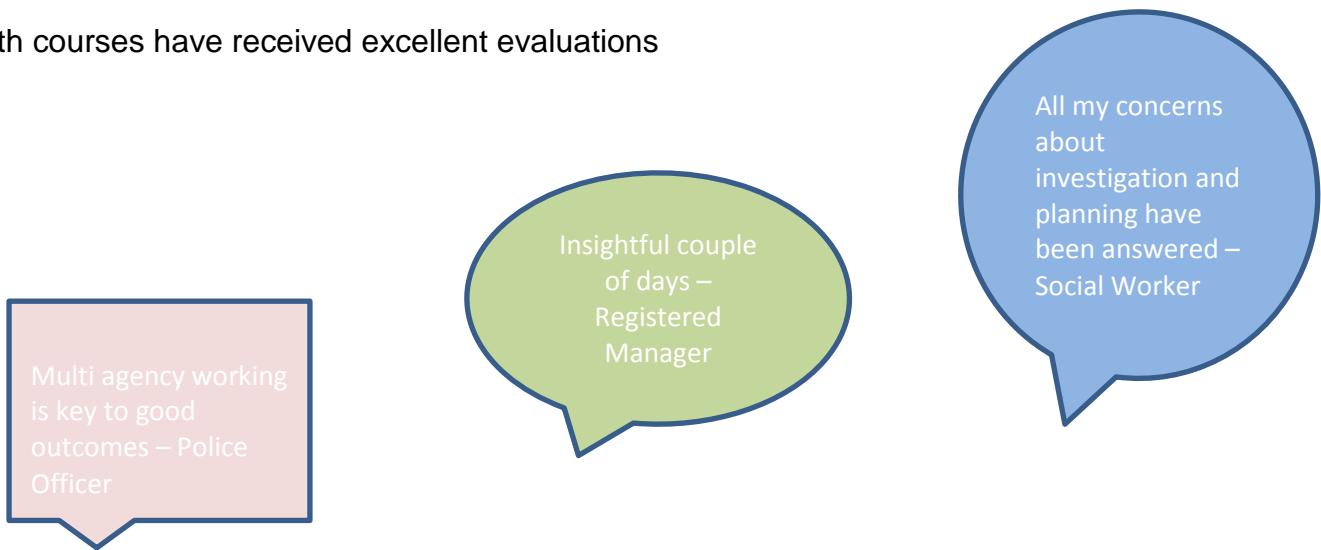 th courses have received excellent evaluations
All my concerns
about
investigation and
planning have
been answered –
Social Worker
Insightful couple
of days –
Registered
Manager
Multi agency working
is key to good
outcomes – Police
Officer